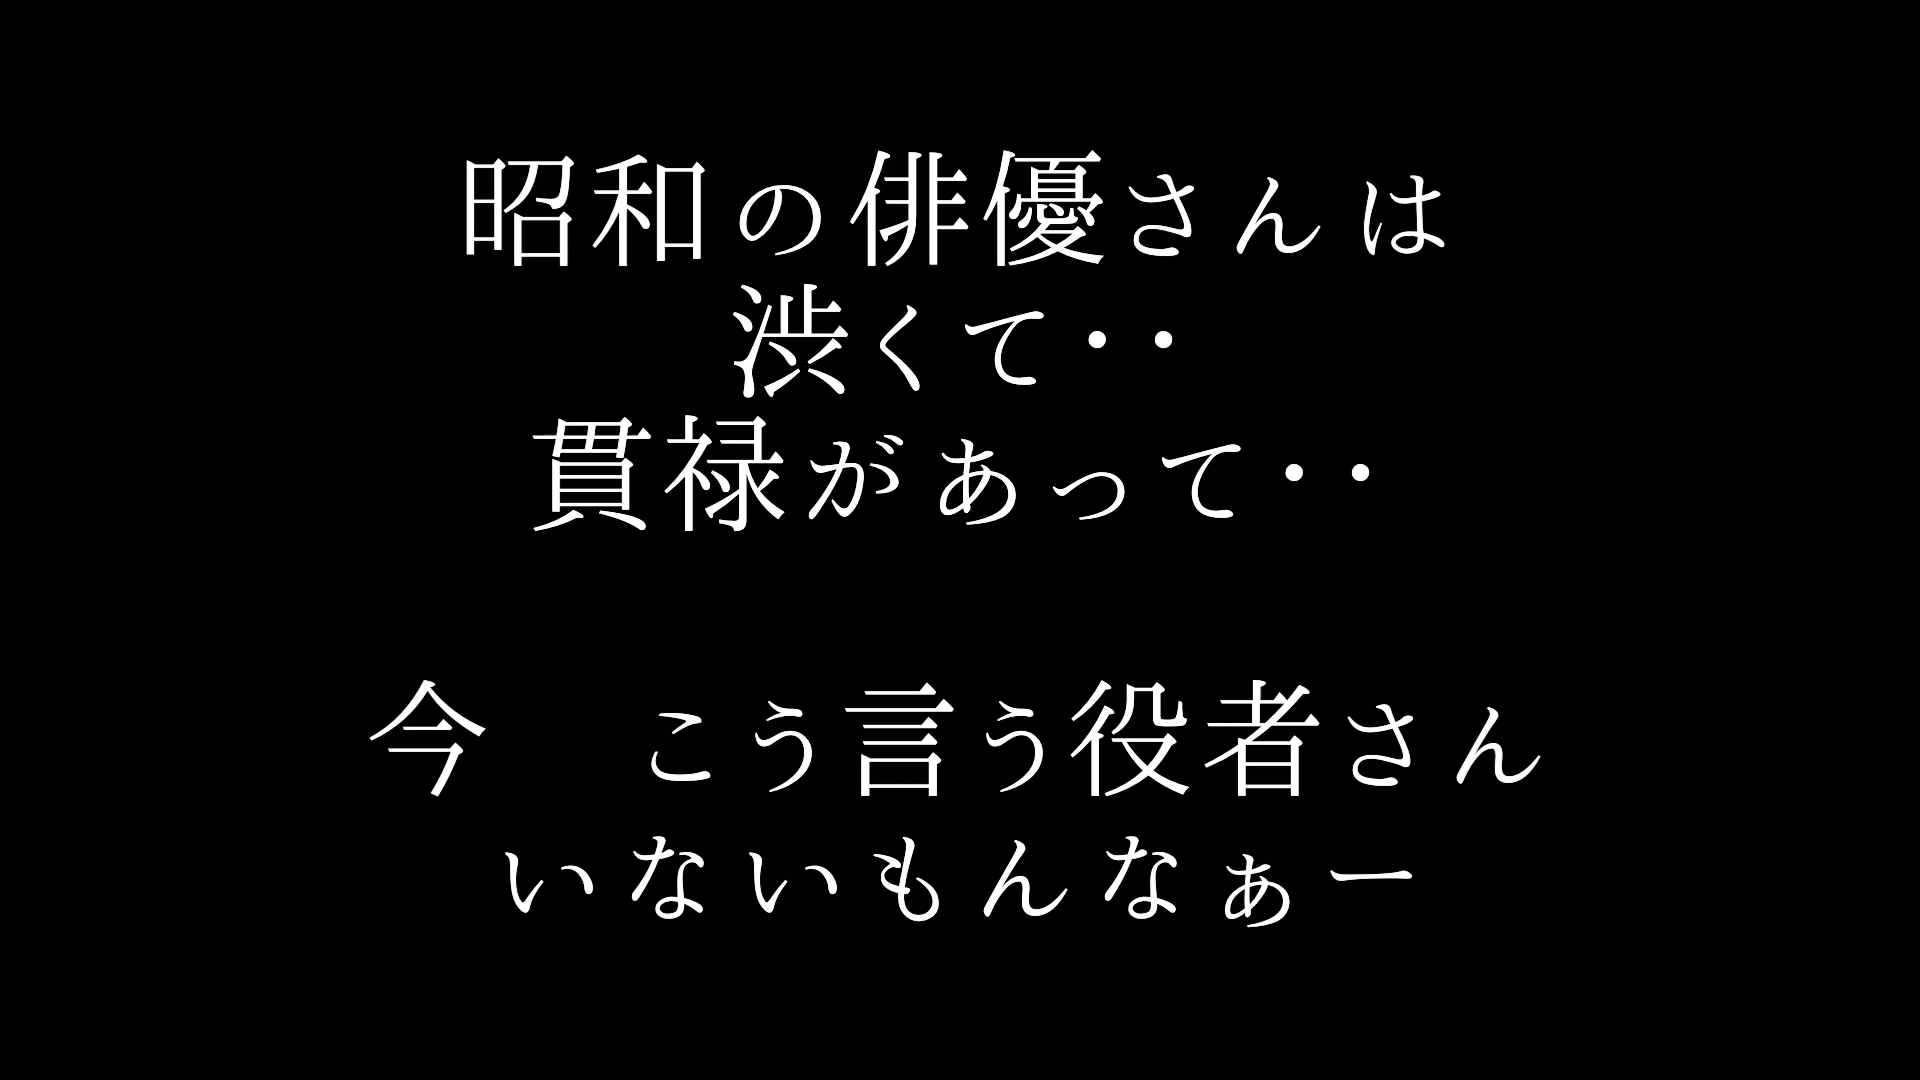 昭和の俳優さんは
渋くて・・
貫禄があって・・
今　こう言う役者さん
いないもんなぁー